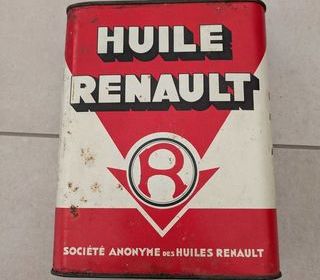 HUILE
RENAULT
R
SOCIÉTÉ ANONYME DES HUILES RENAULT